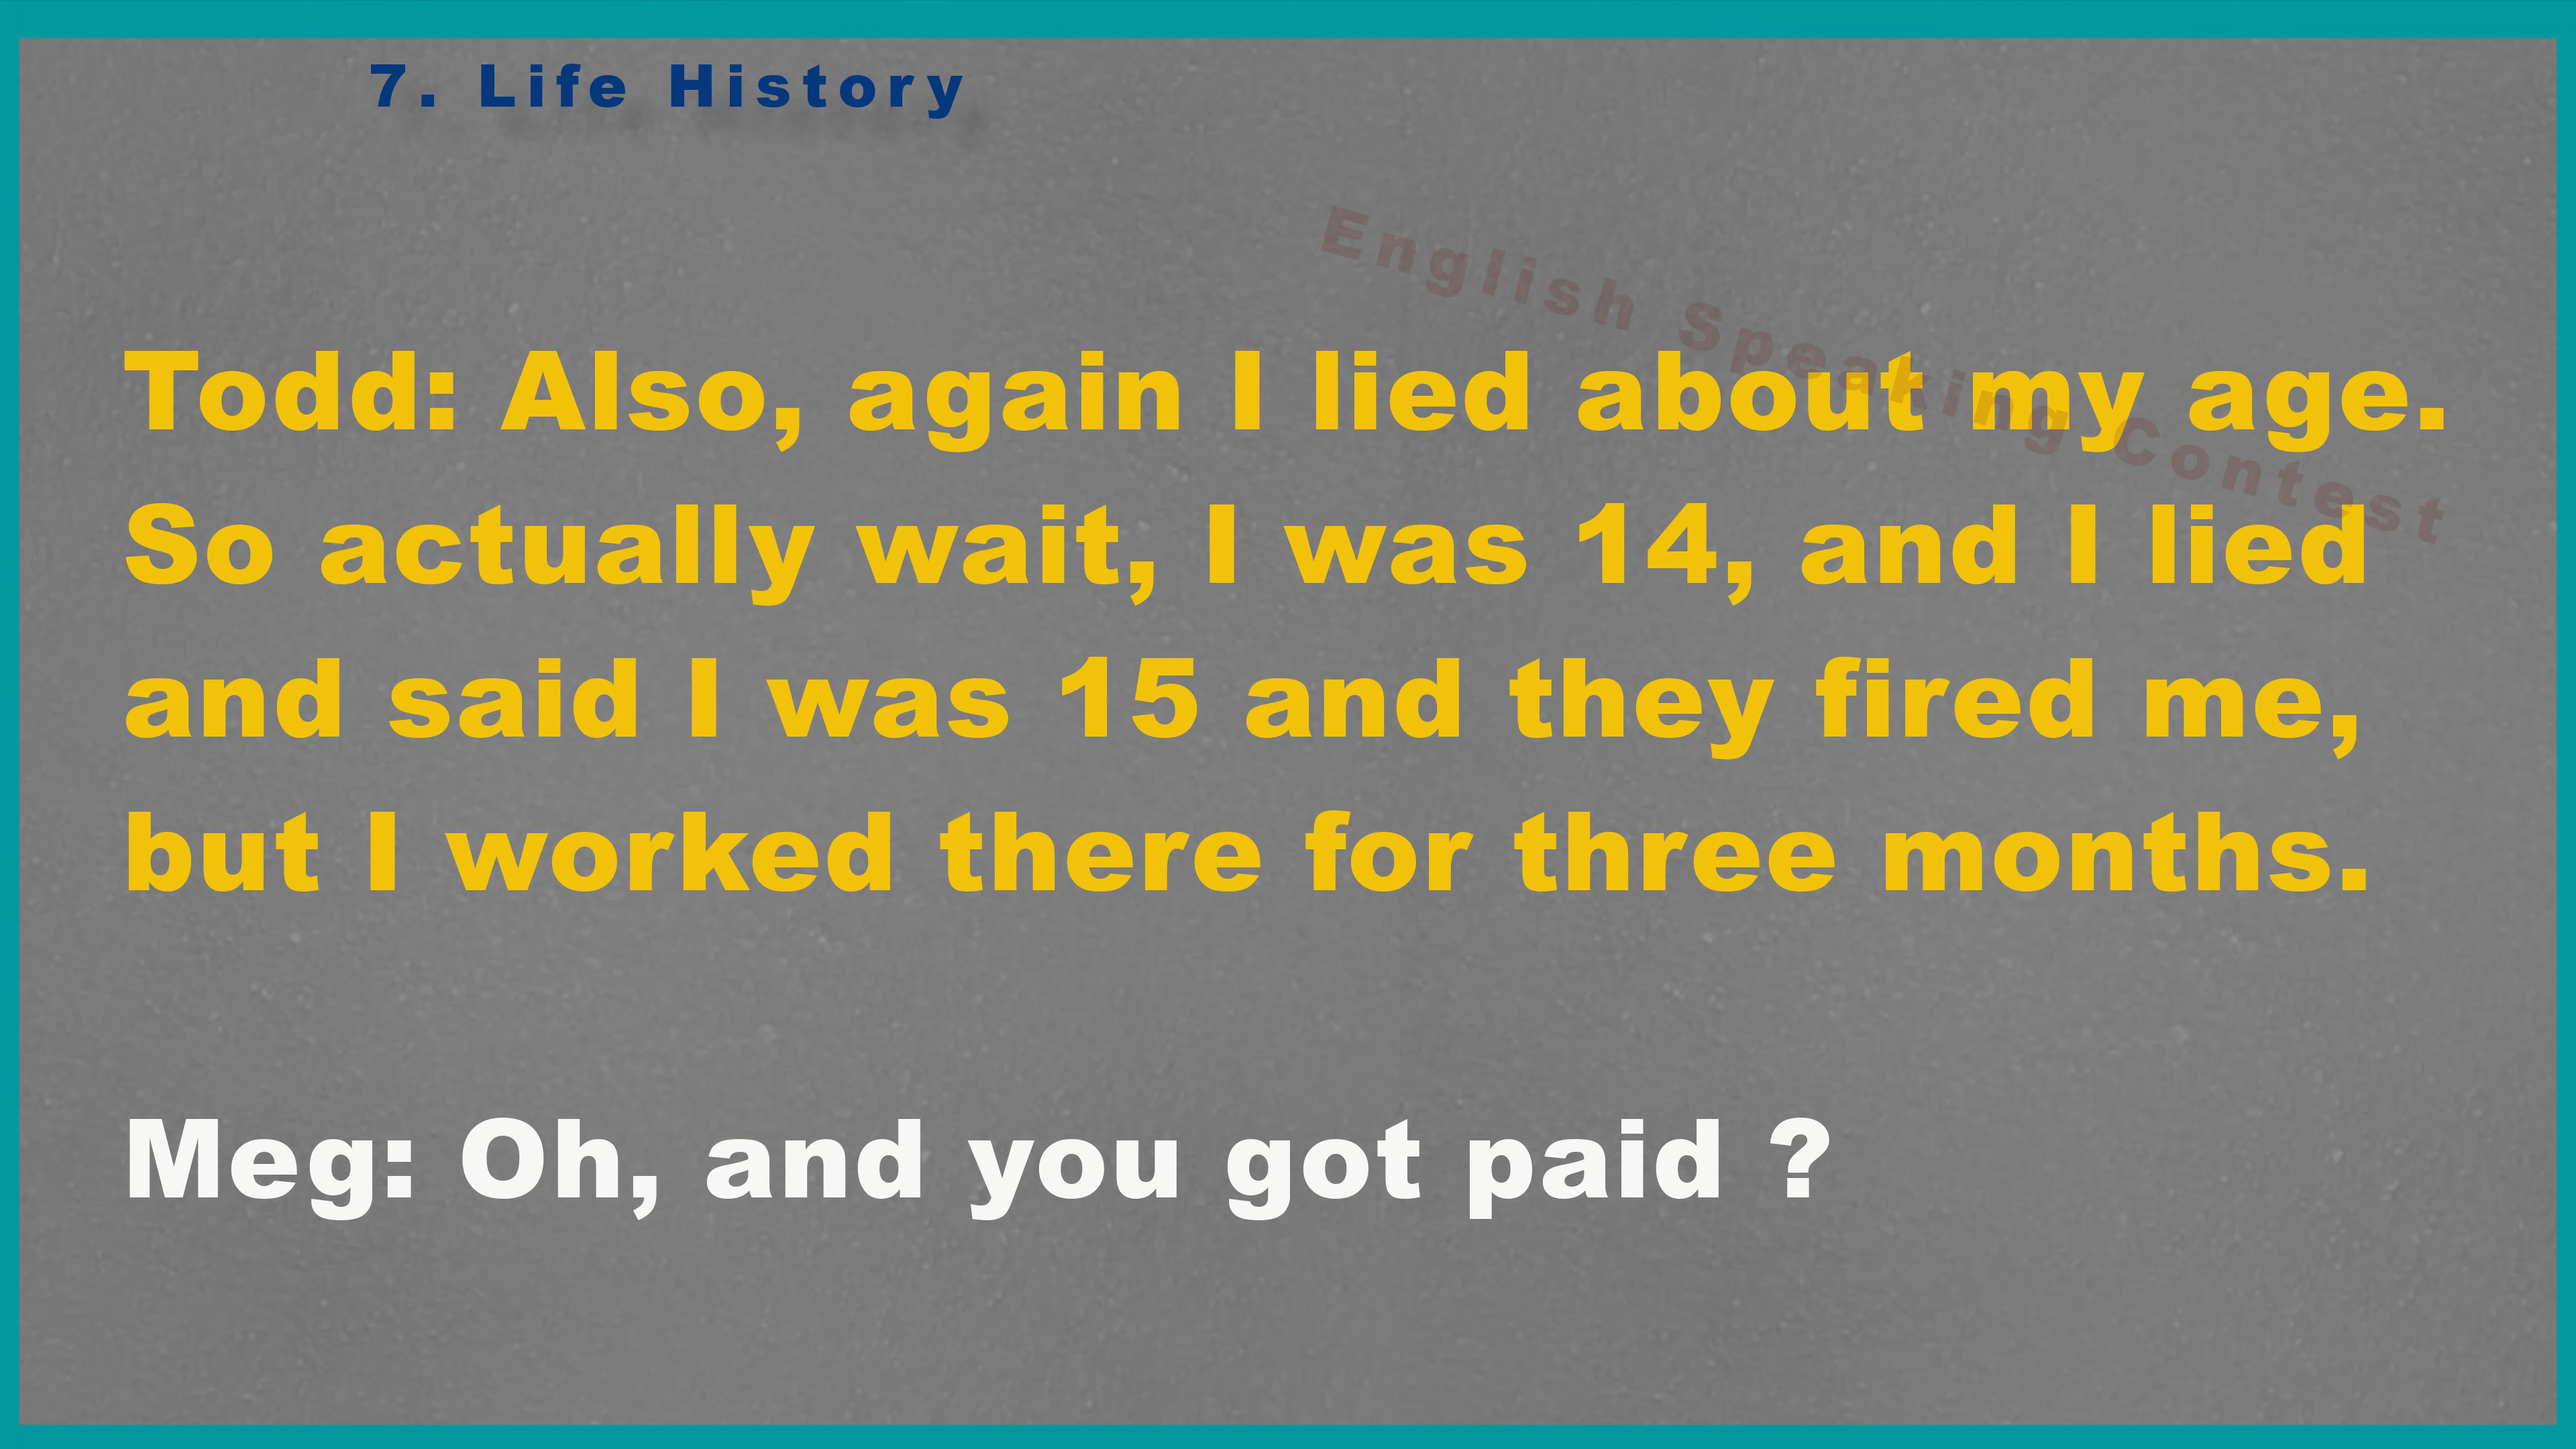 7. Life History
English Speaking Contest
Todd: Also, again I lied about my age.
So actually wait, I was 14, and I lied
and said I was 15 and they fired me,
but I worked there for three months.
Meg: Oh, and you got paid ?